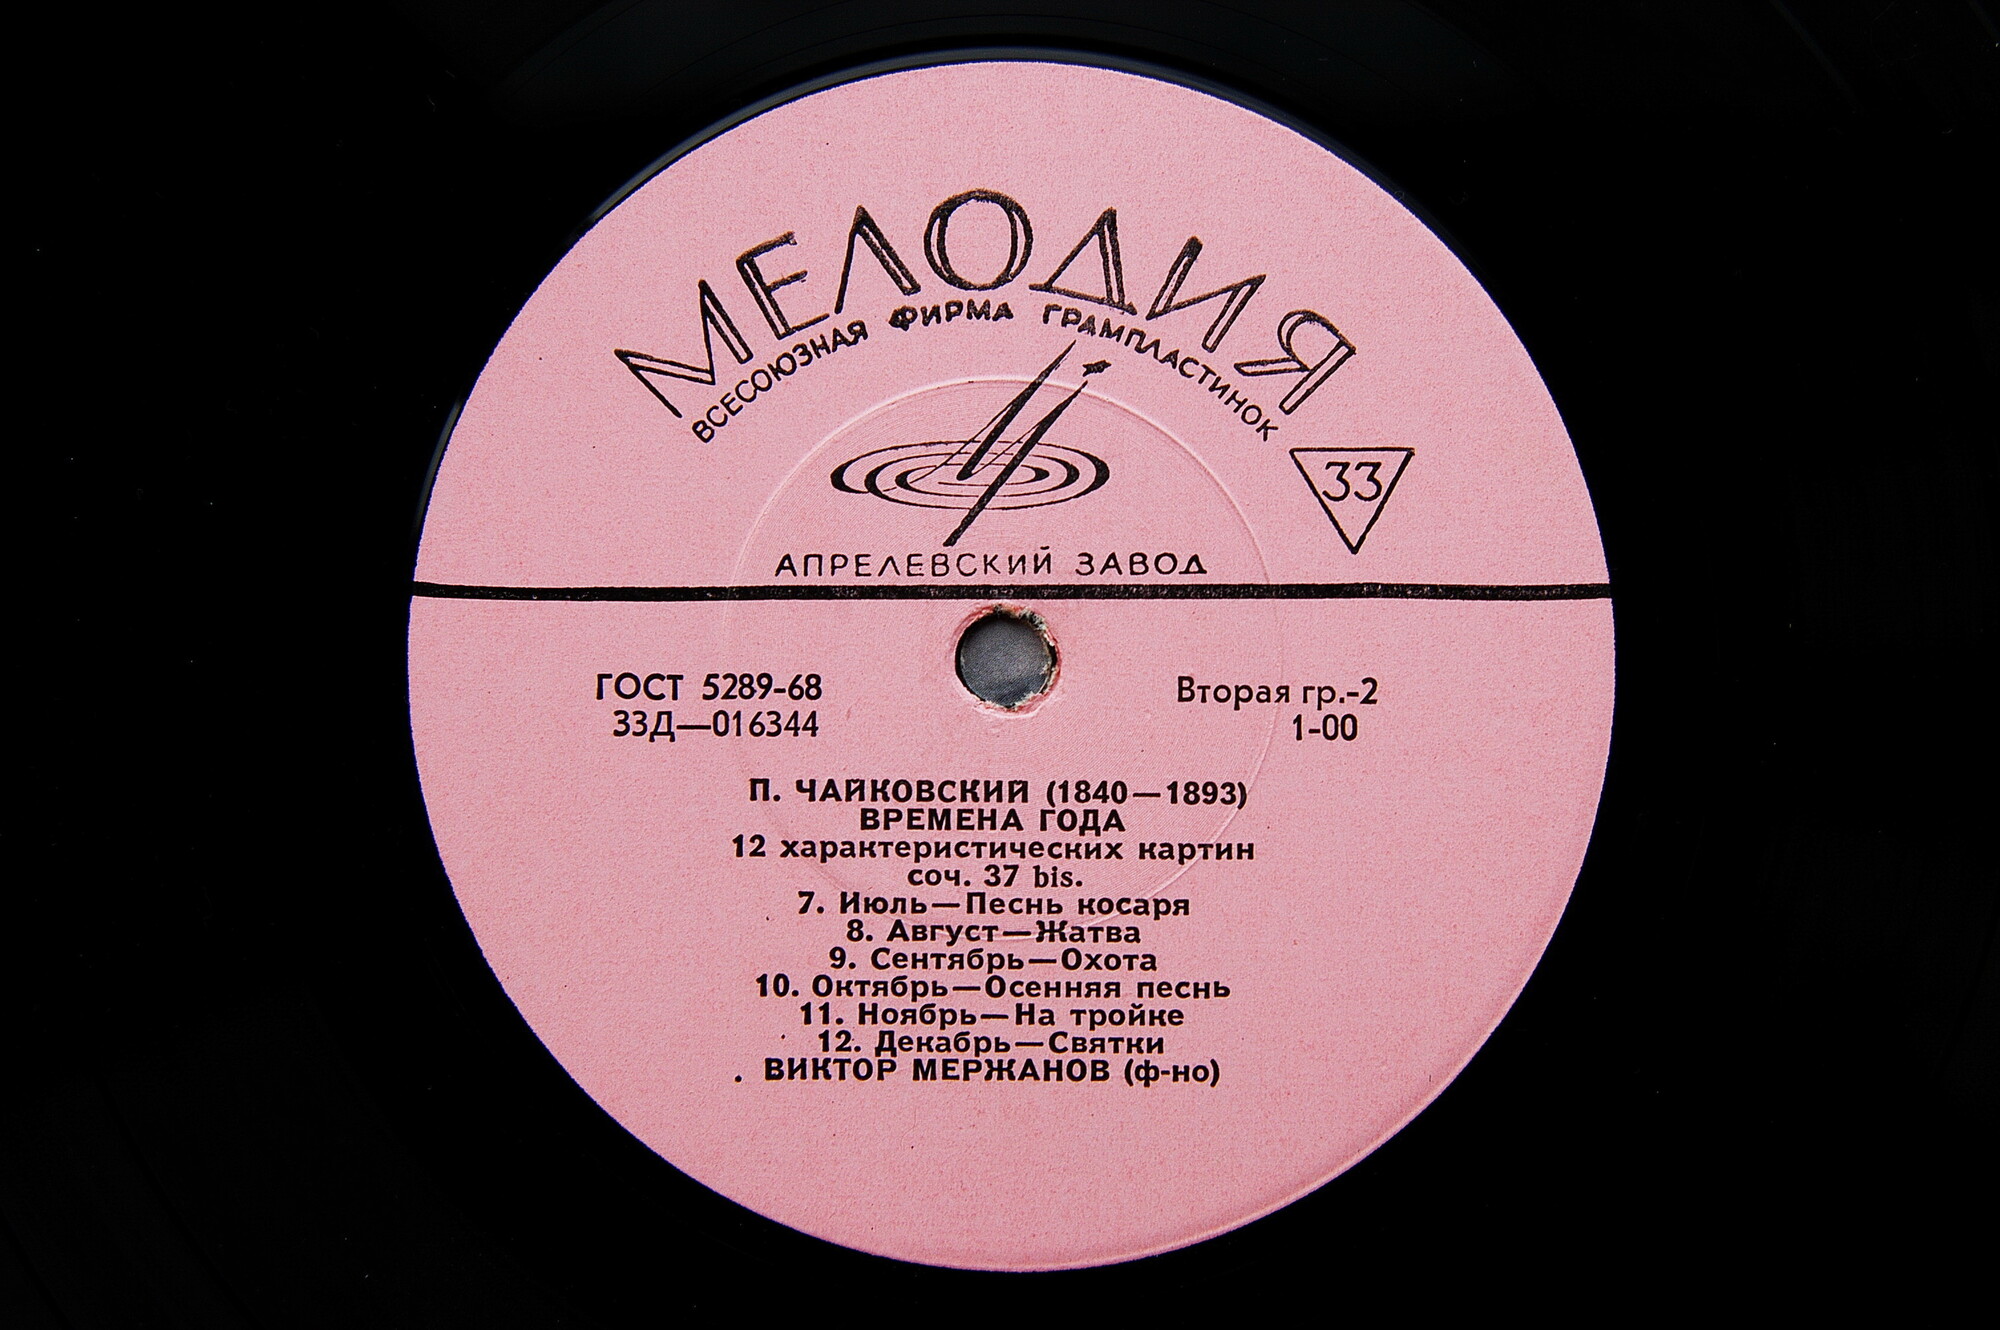 МЕЛОДИЯ
ВСЕСОЮЗНАЯ ФИРМА ГРАМПЛАСТИНОК
33
АПРЕЛЕВСКИЙ ЗАВОД
ГОСТ 5289-68
33Д—016344
Вторая гр.-2
1-00
П. ЧАЙКОВСКИЙ (1840—1893)
ВРЕМЕНА ГОДА
12 характеристических картин
соч. 37 bis.
7. Июль—Песнь косаря
8. Август—Жатва
9. Сентябрь—Охота
10. Октябрь—Осенняя песнь
11. Ноябрь—На тройке
12. Декабрь—Святки
ВИКТОР МЕРЖАНОВ (ф-но)